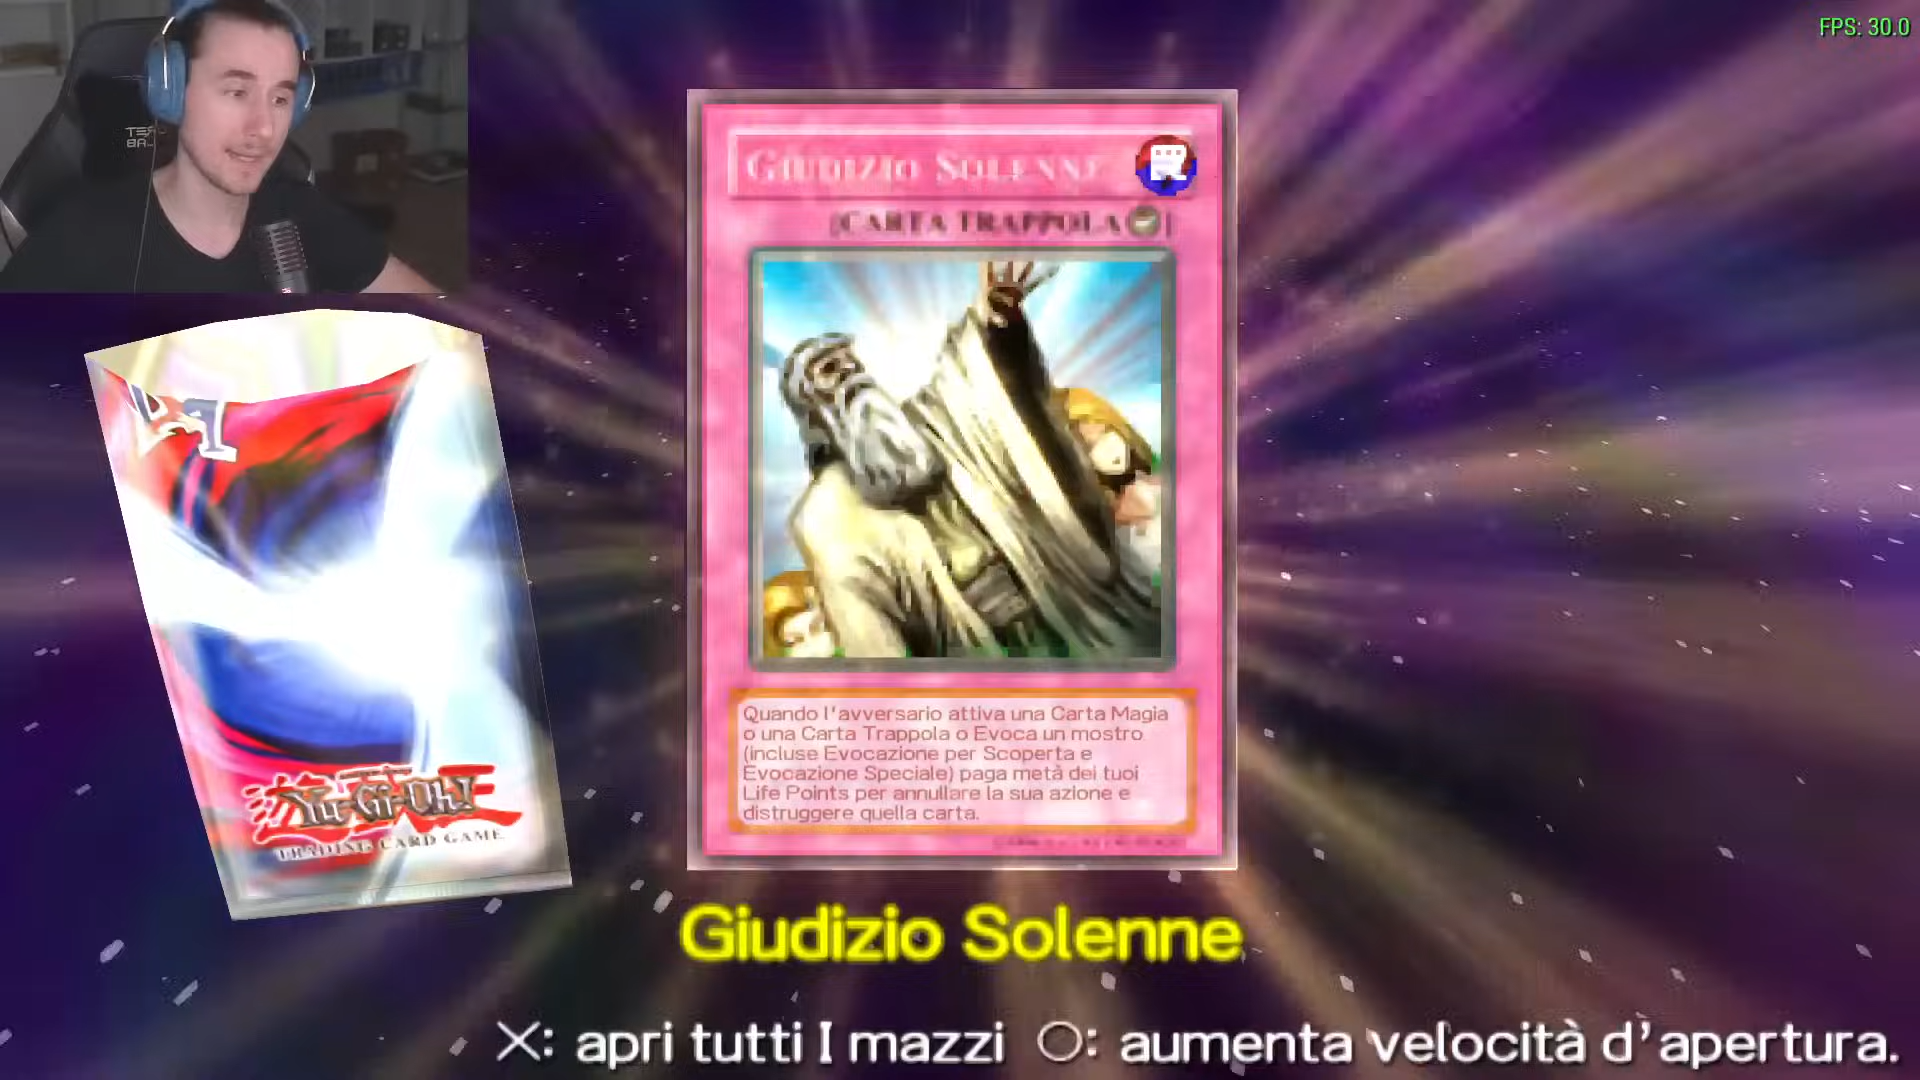 FPS: 30.0
GIUDIZIO SOLENNE
[CARTA TRAPPOLA]
Quando l'avversario attiva una Carta Magia
o una Carta Trappola o Evoca un mostro
(incluse Evocazione per Scoperta e
Evocazione Speciale) paga metà dei tuoi
Life Points per annullare la sua azione e
distruggere quella carta.
Yu-Gi-Oh!
TRADING CARD GAME
Giudizio Solenne
X: apri tutti I mazzi O: aumenta velocità d'apertura.